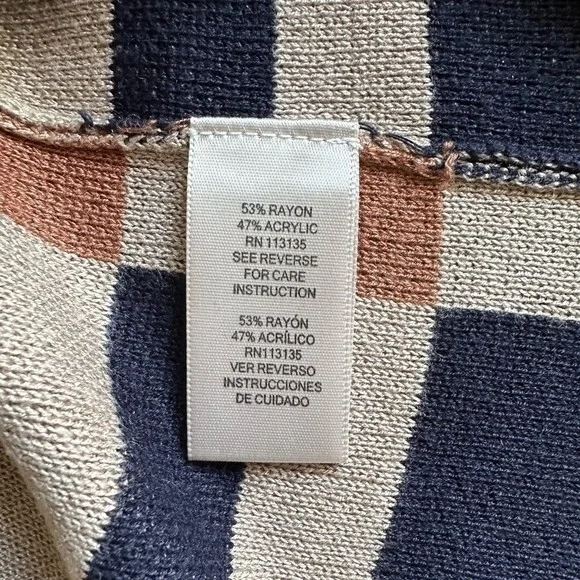 53% RAYON
47% ACRYLIC
RN 113135
SEE REVERSE
FOR CARE
INSTRUCTION
53% RAYÓN
47% ACRÍLICO
RN113135
VER REVERSO
INSTRUCCIONES
DE CUIDADO